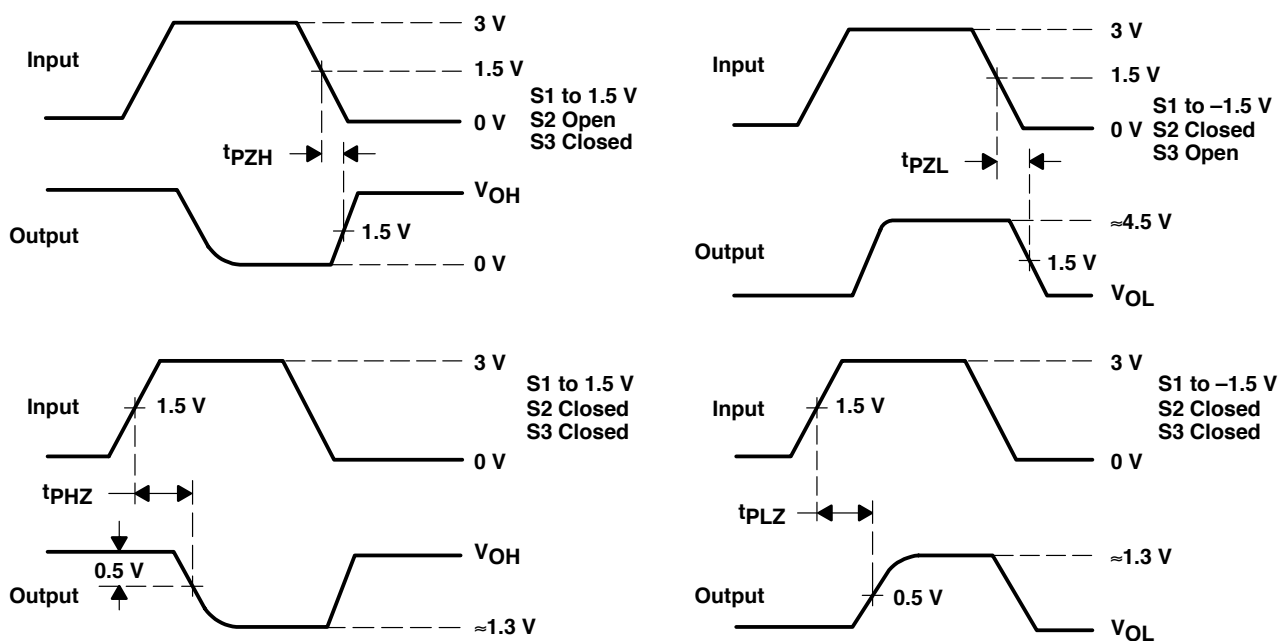 3 V
Input
1.5 V
S1 to 1.5 V
S2 Open
S3 Closed
0 V
tPZH
VOH
1.5 V
Output
0 V
3 V
Input
1.5 V
S1 to –1.5 V
S2 Closed
S3 Open
0 V
tPZL
≈4.5 V
Output
1.5 V
VOL
3 V
S1 to 1.5 V
S2 Closed
S3 Closed
Input
1.5 V
0 V
tPHZ
VOH
0.5 V
Output
≈1.3 V
3 V
S1 to –1.5 V
S2 Closed
S3 Closed
Input
1.5 V
0 V
tPLZ
≈1.3 V
Output
0.5 V
VOL